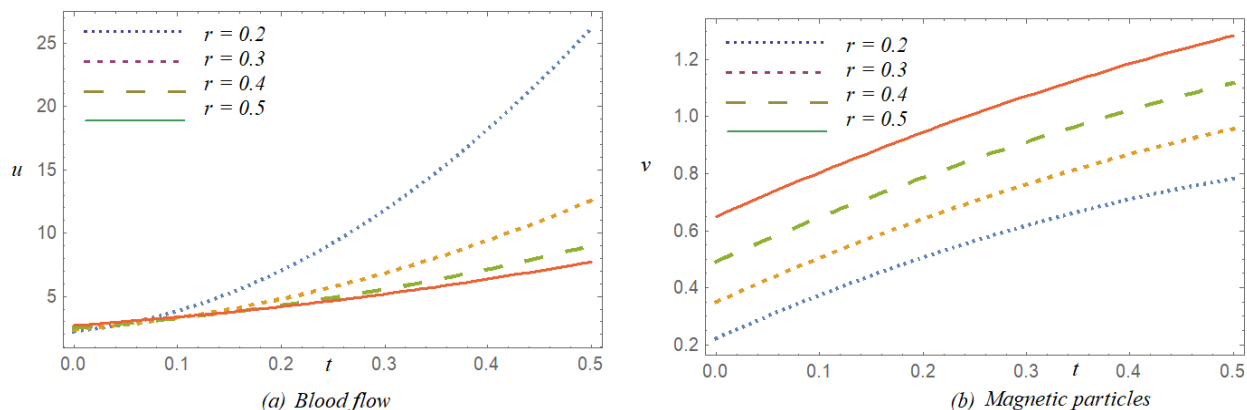 25
20
15
10
5
u
r = 0.2
r = 0.3
r = 0.4
r = 0.5
0.0 0.1 0.2 0.3 0.4 0.5
t
(a) Blood flow
1.2
1.0
0.8
0.6
0.4
0.2
v
r = 0.2
r = 0.3
r = 0.4
r = 0.5
0.0 0.1 0.2 0.3 0.4 0.5
t
(b) Magnetic particles